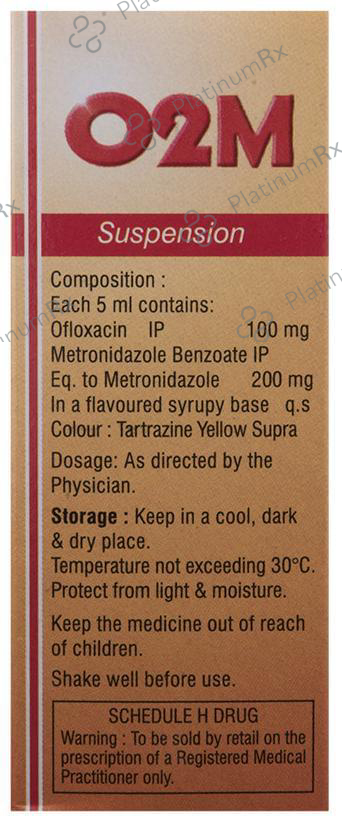 O2M
Suspension
Composition :
Each 5 ml contains:
Ofloxacin IP 100 mg
Metronidazole Benzoate IP
Eq. to Metronidazole 200 mg
In a flavoured syrupy base q.s
Colour : Tartrazine Yellow Supra
Dosage: As directed by the
Physician.
Storage : Keep in a cool, dark
& dry place.
Temperature not exceeding 30°C.
Protect from light & moisture.
Keep the medicine out of reach
of children.
Shake well before use.
SCHEDULE H DRUG
Warning : To be sold by retail on the
prescription of a Registered Medical
Practitioner only.
PlatinumRx